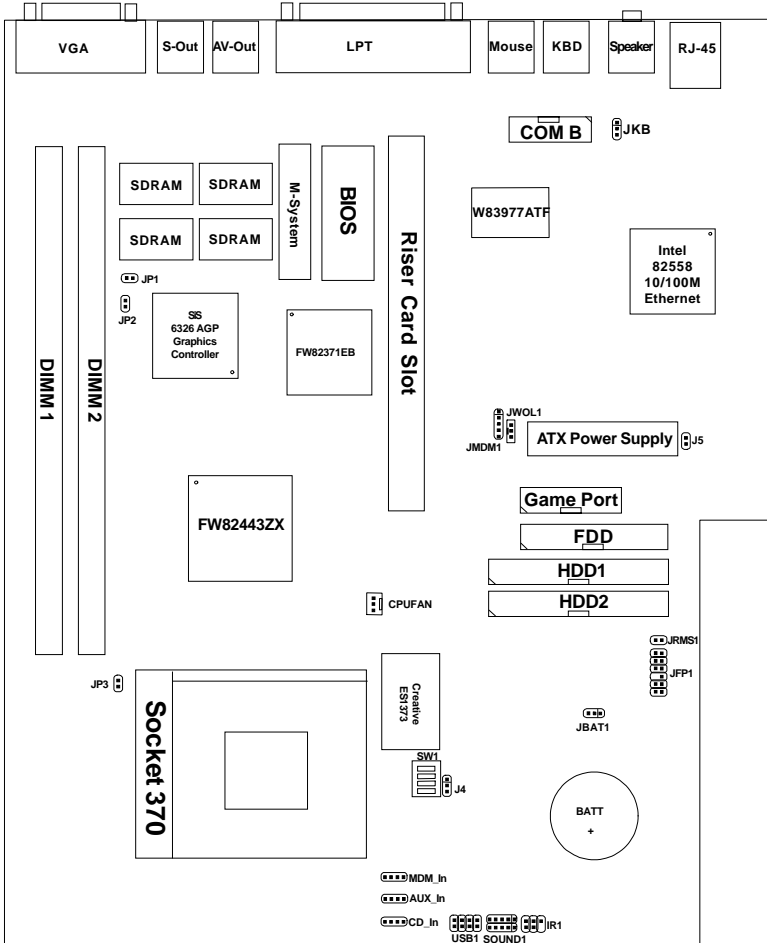 VGA
S-Out
AV-Out
LPT
Mouse
KBD
Speaker
RJ-45
COM B
JKB
SDRAM
SDRAM
SDRAM
SDRAM
M-System
BIOS
Riser Card Slot
W83977ATF
Intel
82558
10/100M
Ethernet
JP1
JP2
SiS
6326 AGP
Graphics
Controller
FW82371EB
DIMM 1
DIMM 2
JWOL1
JMDM1
ATX Power Supply
J5
FW82443ZX
Game Port
FDD
HDD1
HDD2
CPUFAN
JRMS1
JFP1
JP3
Socket 370
Creative
ES1373
JBAT1
SW1
J4
BATT
+
MDM_In
AUX_In
CD_In
USB1
SOUND1
IR1